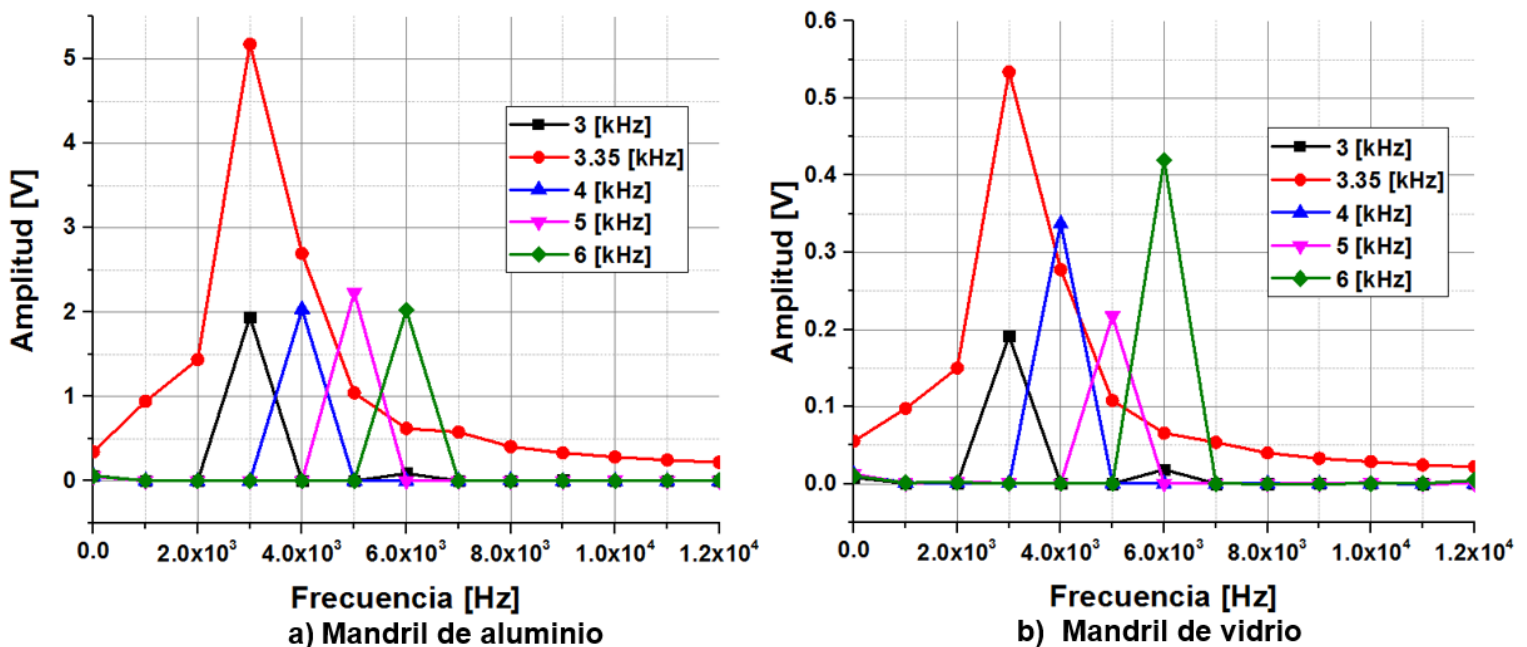 5
4
3
2
1
0
Amplitud [V]
3 [kHz]
3.35 [kHz]
4 [kHz]
5 [kHz]
6 [kHz]
0.0
2.0x10³
4.0x10³
6.0x10³
8.0x10³
1.0x10⁴
1.2x10⁴
Frecuencia [Hz]
a) Mandril de aluminio
0.6
0.5
0.4
0.3
0.2
0.1
0.0
Amplitud [V]
3 [kHz]
3.35 [kHz]
4 [kHz]
5 [kHz]
6 [kHz]
0.0
2.0x10³
4.0x10³
6.0x10³
8.0x10³
1.0x10⁴
1.2x10⁴
Frecuencia [Hz]
b) Mandril de vidrio